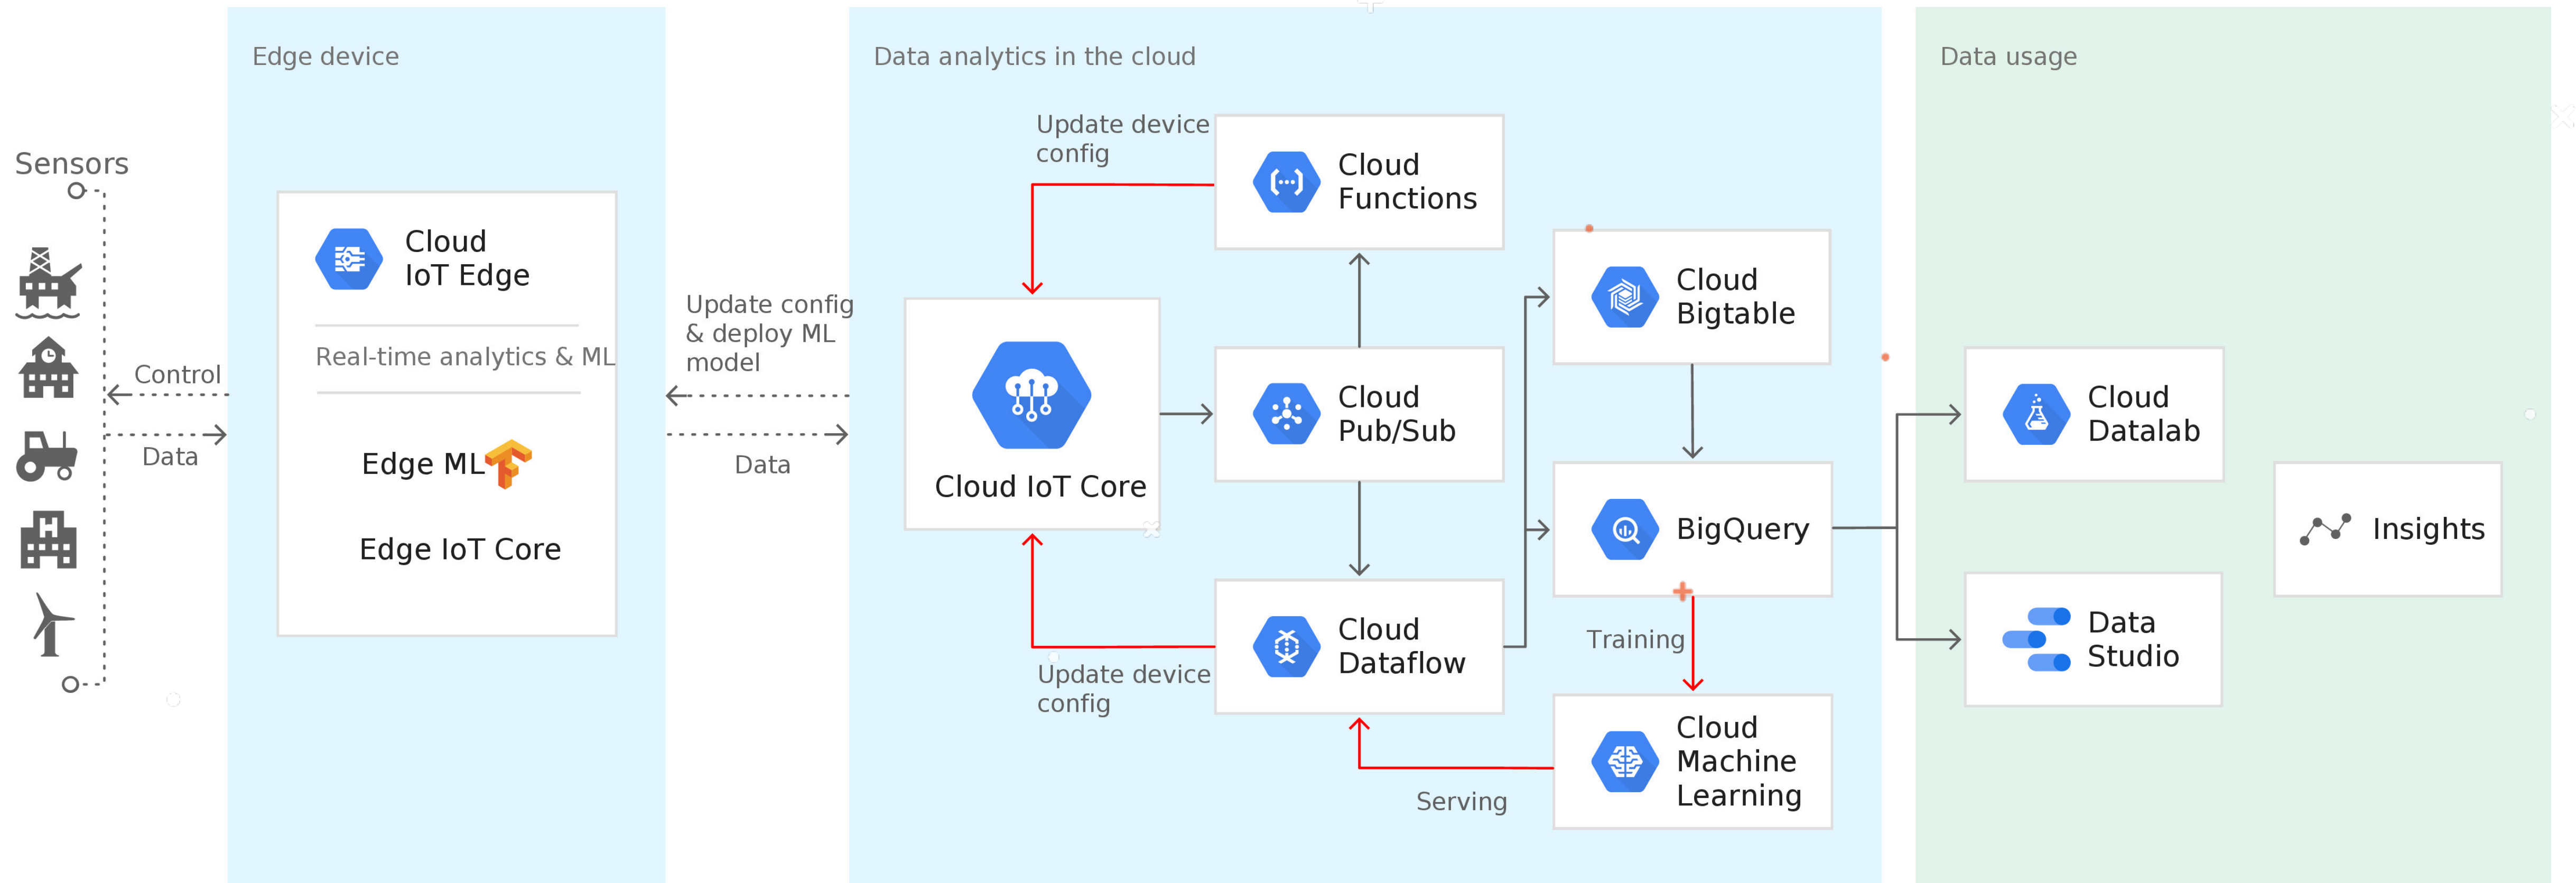 Edge device
Data analytics in the cloud
Data usage
Sensors
Control
Data
Cloud
IoT Edge
Real-time analytics & ML
Edge ML
Edge IoT Core
Update config
& deploy ML
model
Data
Update device
config
Cloud
Functions
Cloud IoT Core
Cloud
Pub/Sub
Update device
config
Cloud
Dataflow
Cloud
Bigtable
BigQuery
Training
Cloud
Machine
Learning
Serving
Cloud
Datalab
Data
Studio
Insights